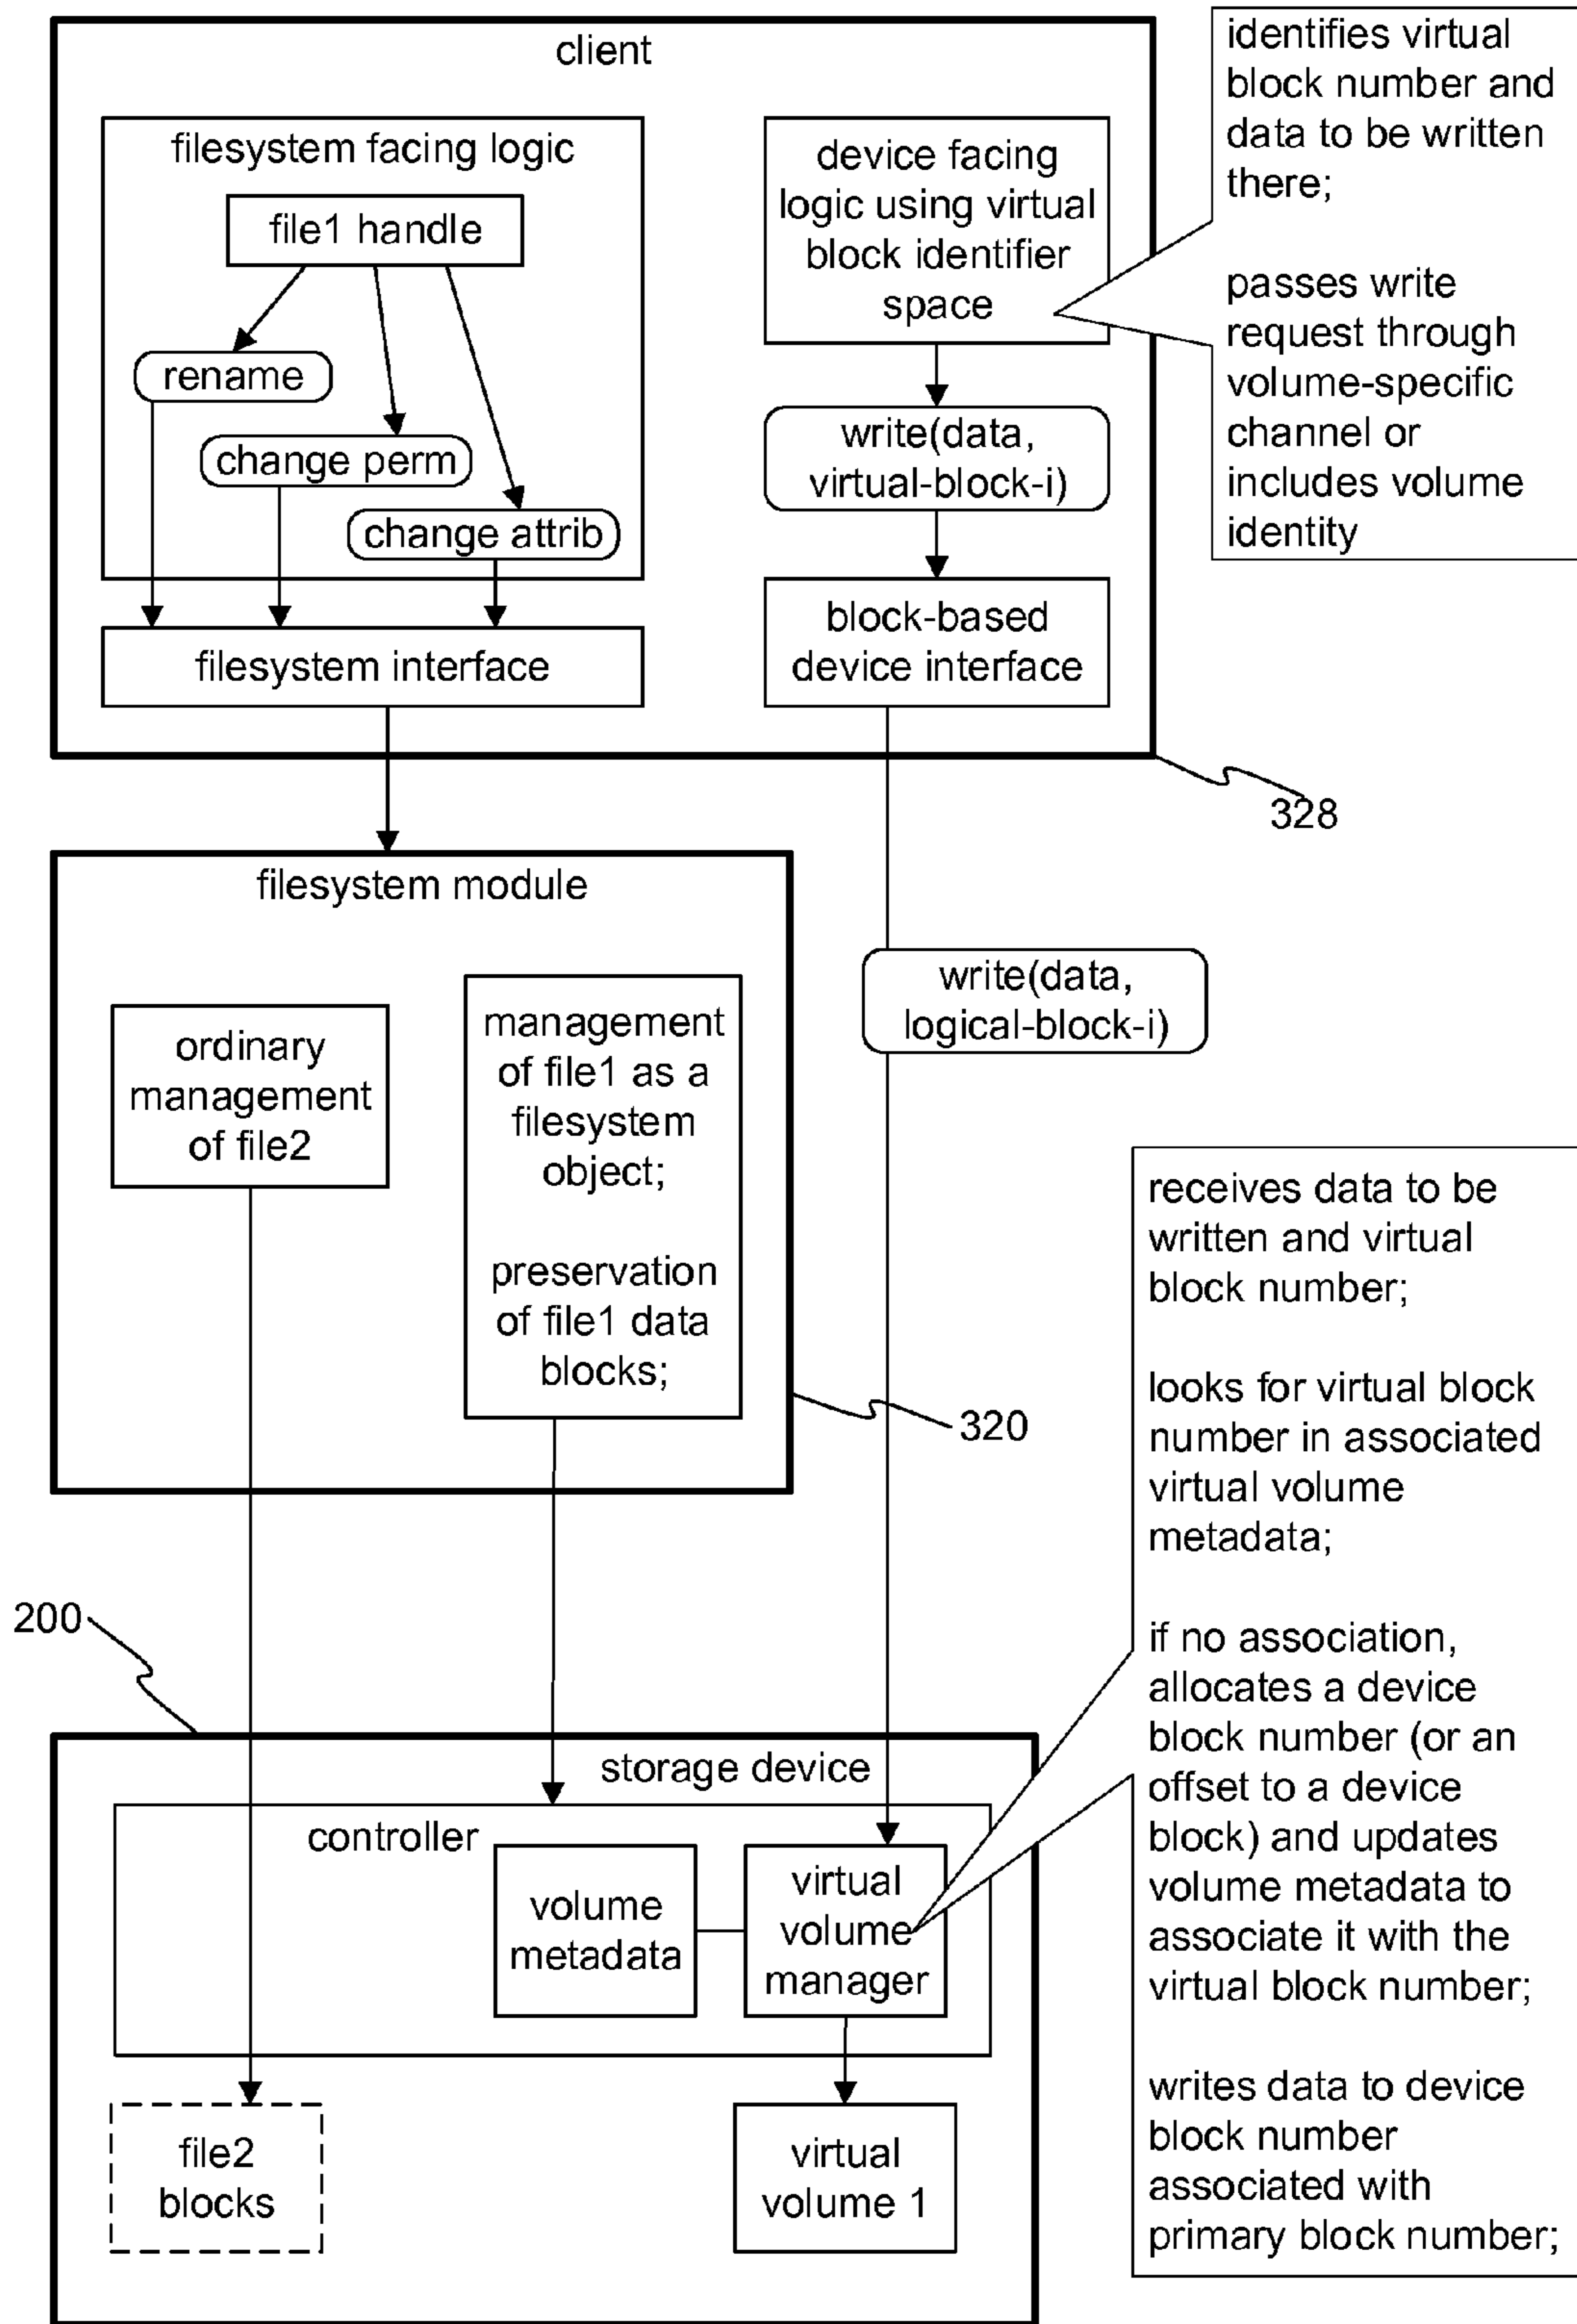 client
filesystem facing logic
file1 handle
rename
change perm
change attrib
filesystem interface
device facing
logic using virtual
block identifier
space
write(data,
virtual-block-i)
block-based
device interface
identifies virtual
block number and
data to be written
there;
passes write
request through
volume-specific
channel or
includes volume
identity
328
filesystem module
ordinary
management
of file2
management
of file1 as a
filesystem
object;
preservation
of file1 data
blocks;
320
write(data,
logical-block-i)
200
storage device
controller
volume
metadata
virtual
volume
manager
file2
blocks
virtual
volume 1
receives data to be
written and virtual
block number;
looks for virtual block
number in associated
virtual volume
metadata;
if no association,
allocates a device
block number (or an
offset to a device
block) and updates
volume metadata to
associate it with the
virtual block number;
writes data to device
block number
associated with
primary block number;